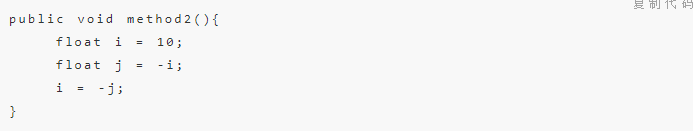 复制代码
public void method2(){
    float i = 10;
    float j = -i;
    i = -j;
}